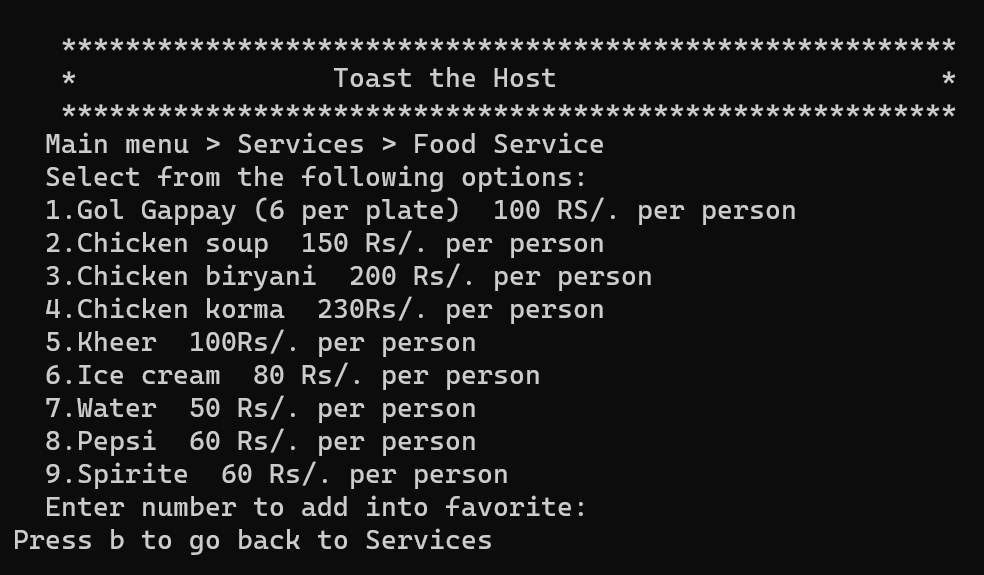 ********************************************************
* Toast the Host *
********************************************************
Main menu > Services > Food Service
Select from the following options:
1.Gol Gappay (6 per plate)  100 RS/. per person
2.Chicken soup  150 Rs/. per person
3.Chicken biryani  200 Rs/. per person
4.Chicken korma  230Rs/. per person
5.Kheer  100Rs/. per person
6.Ice cream  80 Rs/. per person
7.Water  50 Rs/. per person
8.Pepsi  60 Rs/. per person
9.Spirite  60 Rs/. per person
Enter number to add into favorite:
Press b to go back to Services